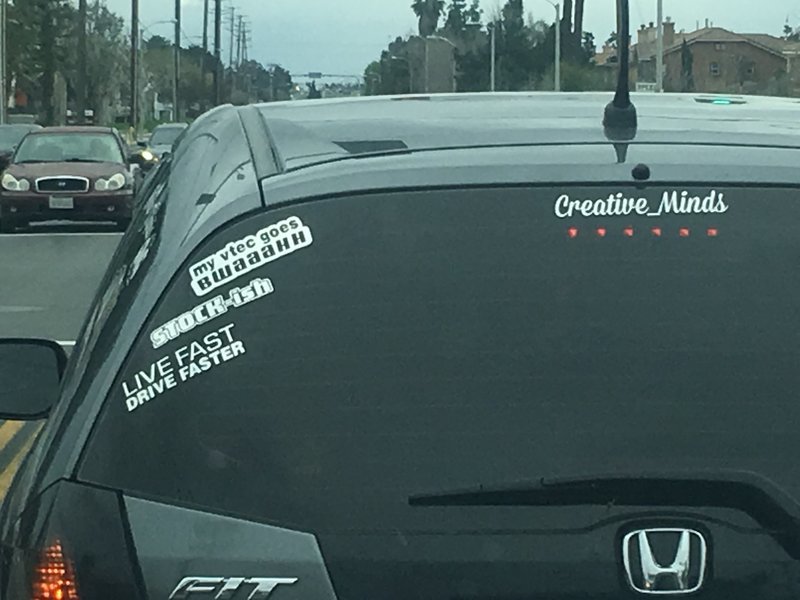 Creative_Minds
my vtec goes
BWaaaHH
STOCK-ish
LIVE FAST
DRIVE FASTER
FIT